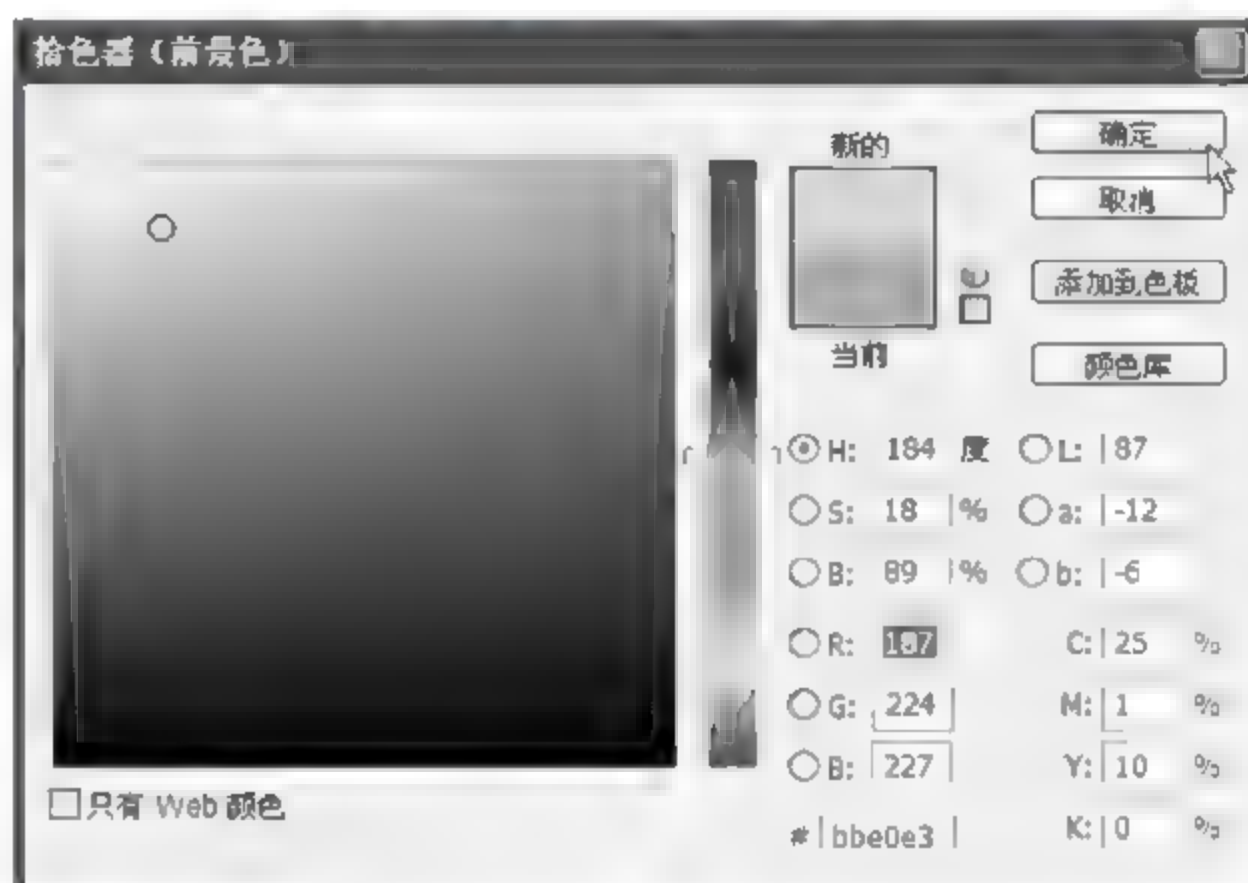 拾色器（前景色）
新的
确定
取消
添加到色板
当前
颜色库
H: 184 度
L: 87
S: 18 %
a: -12
B: 89 %
b: -6
R: 187
C: 25 %
G: 224
M: 1 %
B: 227
Y: 10 %
只有 Web 颜色
# bbe0e3
K: 0 %